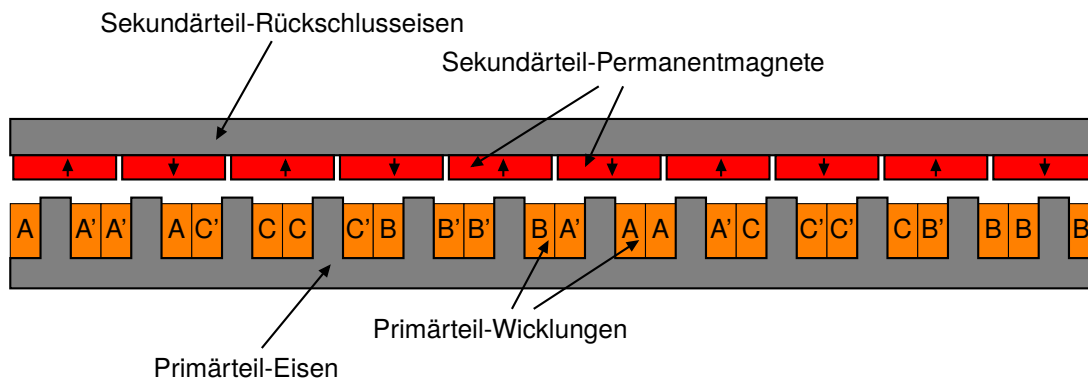 Sekundärteil-Rückschlusseisen
Sekundärteil-Permanentmagnete
A A' A' A C' C C C' B B' B' B A' A A A' C C' C' C B' B B B
Primärteil-Wicklungen
Primärteil-Eisen